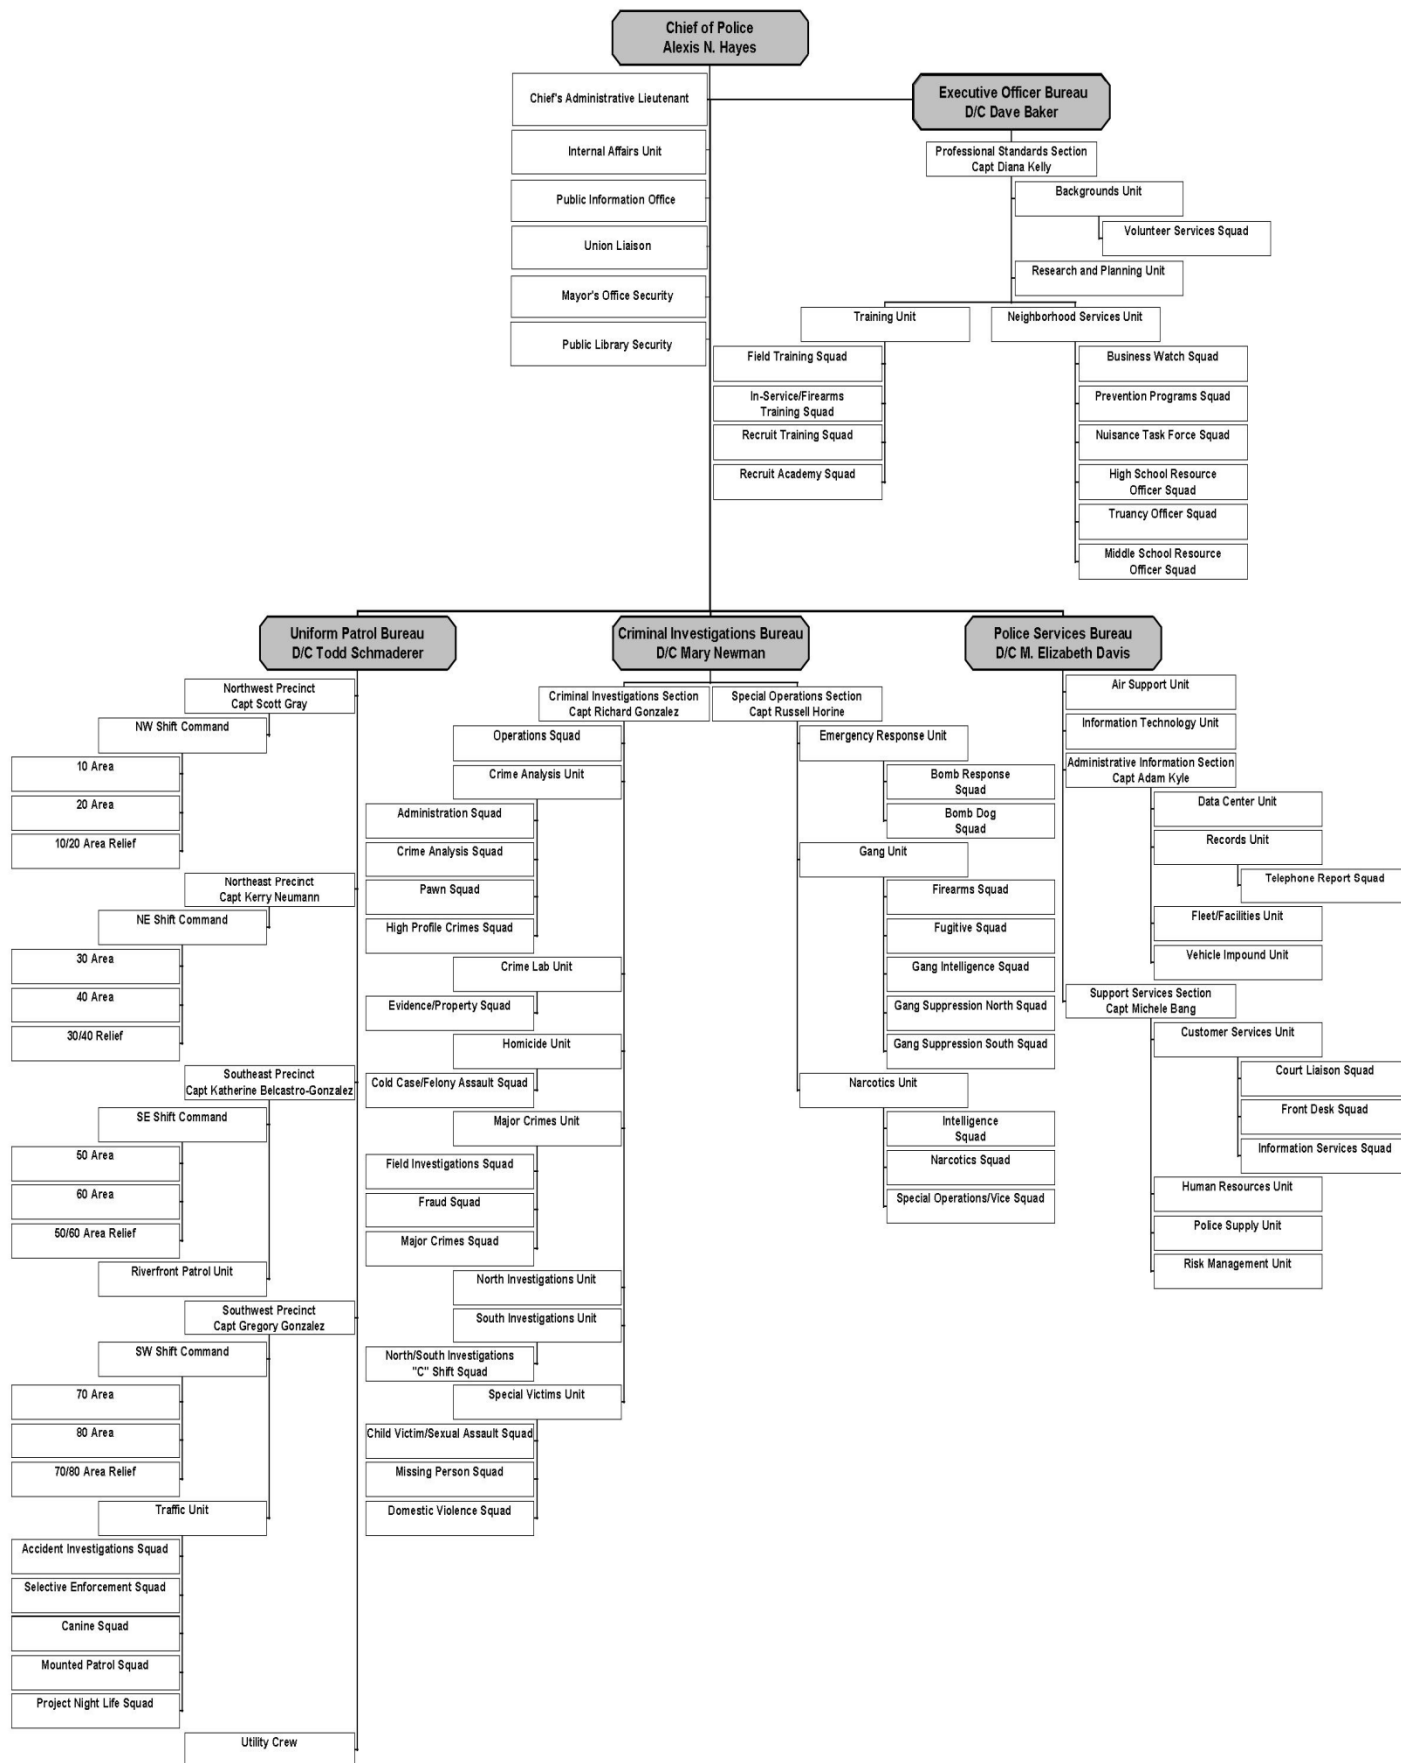 Chief of Police
Alexis N. Hayes
Chief's Administrative Lieutenant
Internal Affairs Unit
Public Information Office
Union Liaison
Mayor's Office Security
Public Library Security
Executive Officer Bureau
D/C Dave Baker
Professional Standards Section
Capt Diana Kelly
Backgrounds Unit
Volunteer Services Squad
Research and Planning Unit
Training Unit
Field Training Squad
In-Service/Firearms
Training Squad
Recruit Training Squad
Recruit Academy Squad
Neighborhood Services Unit
Business Watch Squad
Prevention Programs Squad
Nuisance Task Force Squad
High School Resource
Officer Squad
Truancy Officer Squad
Middle School Resource
Officer Squad
Uniform Patrol Bureau
D/C Todd Schmaderer
Northwest Precinct
Capt Scott Gray
NW Shift Command
10 Area
20 Area
10/20 Area Relief
Northeast Precinct
Capt Kerry Neumann
NE Shift Command
30 Area
40 Area
30/40 Relief
Southeast Precinct
Capt Katherine Belcastro-Gonzalez
SE Shift Command
50 Area
60 Area
50/60 Area Relief
Riverfront Patrol Unit
Southwest Precinct
Capt Gregory Gonzalez
SW Shift Command
70 Area
80 Area
70/80 Area Relief
Traffic Unit
Accident Investigations Squad
Selective Enforcement Squad
Canine Squad
Mounted Patrol Squad
Project Night Life Squad
Utility Crew
Criminal Investigations Bureau
D/C Mary Newman
Criminal Investigations Section
Capt Richard Gonzalez
Operations Squad
Crime Analysis Unit
Administration Squad
Crime Analysis Squad
Pawn Squad
High Profile Crimes Squad
Crime Lab Unit
Evidence/Property Squad
Homicide Unit
Cold Case/Felony Assault Squad
Major Crimes Unit
Field Investigations Squad
Fraud Squad
Major Crimes Squad
North Investigations Unit
South Investigations Unit
North/South Investigations
"C" Shift Squad
Special Victims Unit
Child Victim/Sexual Assault Squad
Missing Person Squad
Domestic Violence Squad
Special Operations Section
Capt Russell Horine
Emergency Response Unit
Bomb Response
Squad
Bomb Dog
Squad
Gang Unit
Firearms Squad
Fugitive Squad
Gang Intelligence Squad
Gang Suppression North Squad
Gang Suppression South Squad
Narcotics Unit
Intelligence
Squad
Narcotics Squad
Special Operations/Vice Squad
Police Services Bureau
D/C M. Elizabeth Davis
Air Support Unit
Information Technology Unit
Administrative Information Section
Capt Adam Kyle
Data Center Unit
Records Unit
Telephone Report Squad
Fleet/Facilities Unit
Vehicle Impound Unit
Support Services Section
Capt Michele Bang
Customer Services Unit
Court Liaison Squad
Front Desk Squad
Information Services Squad
Human Resources Unit
Police Supply Unit
Risk Management Unit